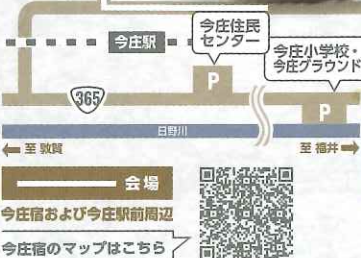 今庄住民
センター
今庄駅
今庄小学校・
今庄グラウンド
P
365
P
日野川
← 至 敦賀
至 福井 →
会場
今庄宿および今庄駅前周辺
今庄宿のマップはこちら